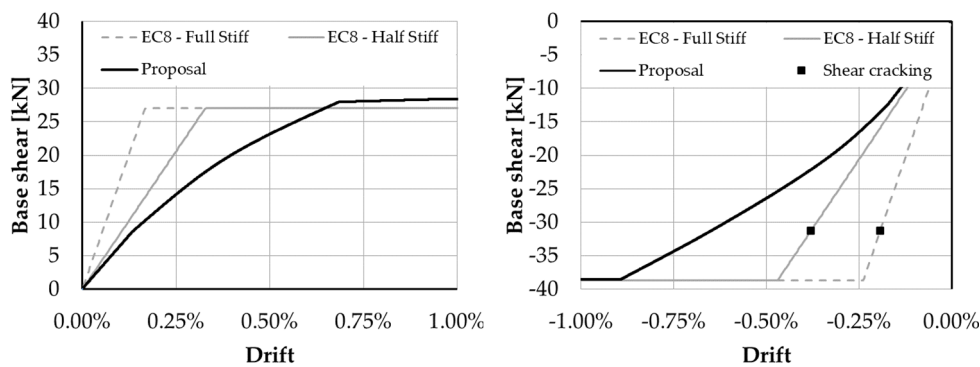 40
35
30
25
20
15
10
5
0
Base shear [kN]
EC8 - Full Stiff
EC8 - Half Stiff
Proposal
0.00%
0.25%
0.50%
0.75%
1.00%
Drift
0
-5
-10
-15
-20
-25
-30
-35
-40
Base shear [kN]
EC8 - Full Stiff
EC8 - Half Stiff
Proposal
Shear cracking
-1.00%
-0.75%
-0.50%
-0.25%
0.00%
Drift